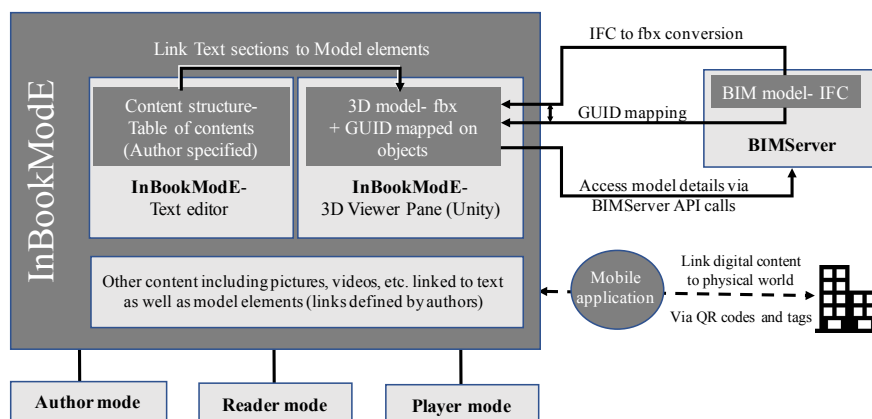 InBookModE
Link Text sections to Model elements
Content structure-
Table of contents
(Author specified)
InBookModE-
Text editor
3D model- fbx
+ GUID mapped on
objects
InBookModE-
3D Viewer Pane (Unity)
IFC to fbx conversion
GUID mapping
BIM model- IFC
BIMServer
Access model details via
BIMServer API calls
Other content including pictures, videos, etc. linked to text
as well as model elements (links defined by authors)
Mobile
application
Link digital content
to physical world
Via QR codes and tags
Author mode
Reader mode
Player mode